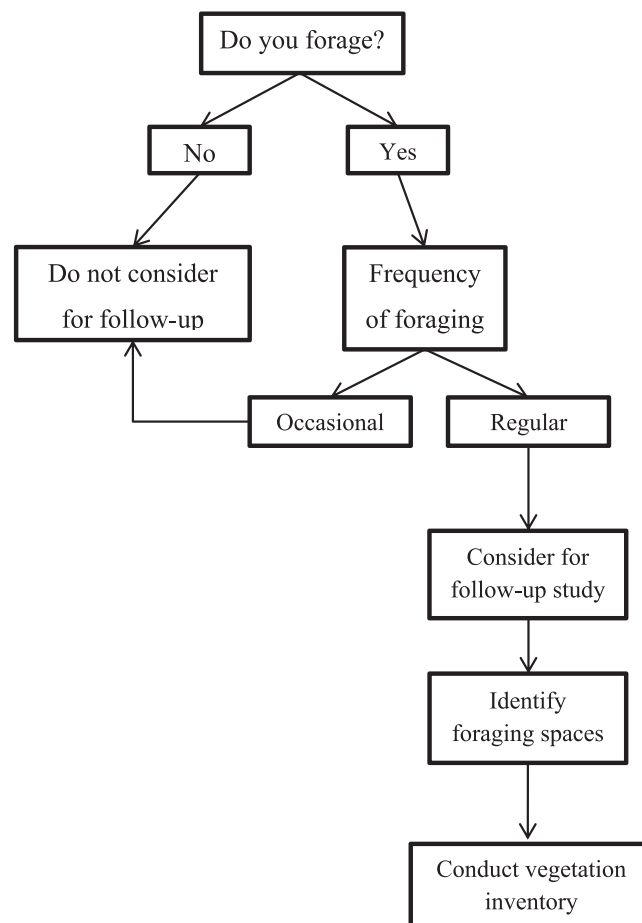 Do you forage?
No
Yes
Do not consider
for follow-up
Frequency
of foraging
Occasional
Regular
Consider for
follow-up study
Identify
foraging spaces
Conduct vegetation
inventory